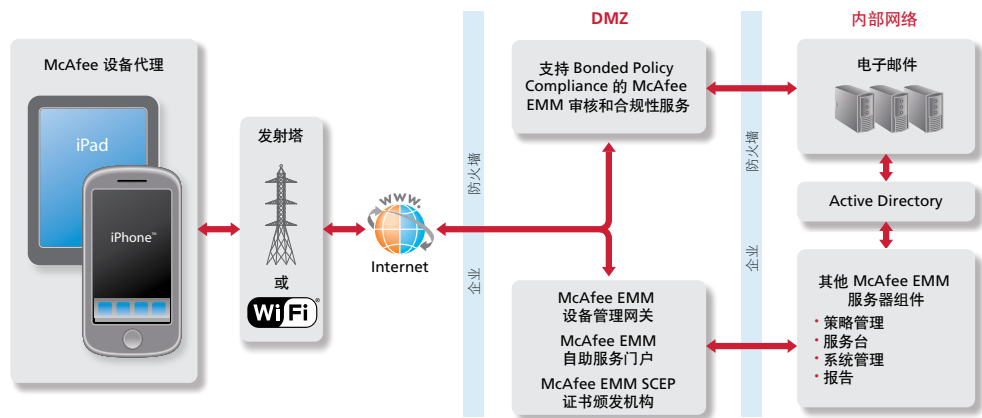 McAfee 设备代理
iPad
iPhone™
发射塔
或
Wi Fi®
www.
Internet
防火墙
企业
DMZ
支持 Bonded Policy
Compliance 的 McAfee
EMM 审核和合规性服务
McAfee EMM
设备管理网关
McAfee EMM
自助服务门户
McAfee EMM SCEP
证书颁发机构
防火墙
企业
内部网络
电子邮件
Active Directory
其他 McAfee EMM
服务器组件
· 策略管理
· 服务台
· 系统管理
· 报告